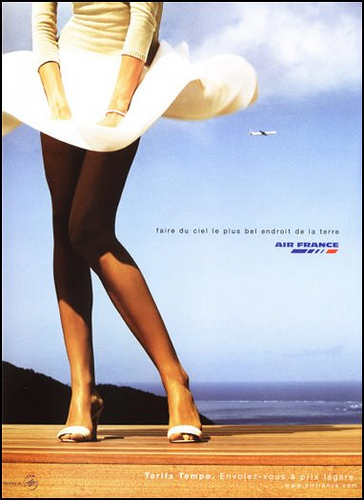 faire du ciel le plus bel endroit de la terre
AIR FRANCE
Tarifs Tempo. Envolez-vous à prix légers.
www.airfrance.com